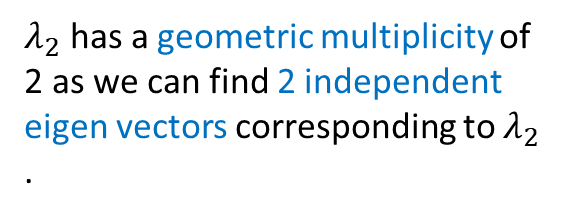 λ₂ has a geometric multiplicity of
2 as we can find 2 independent
eigen vectors corresponding to λ₂
.